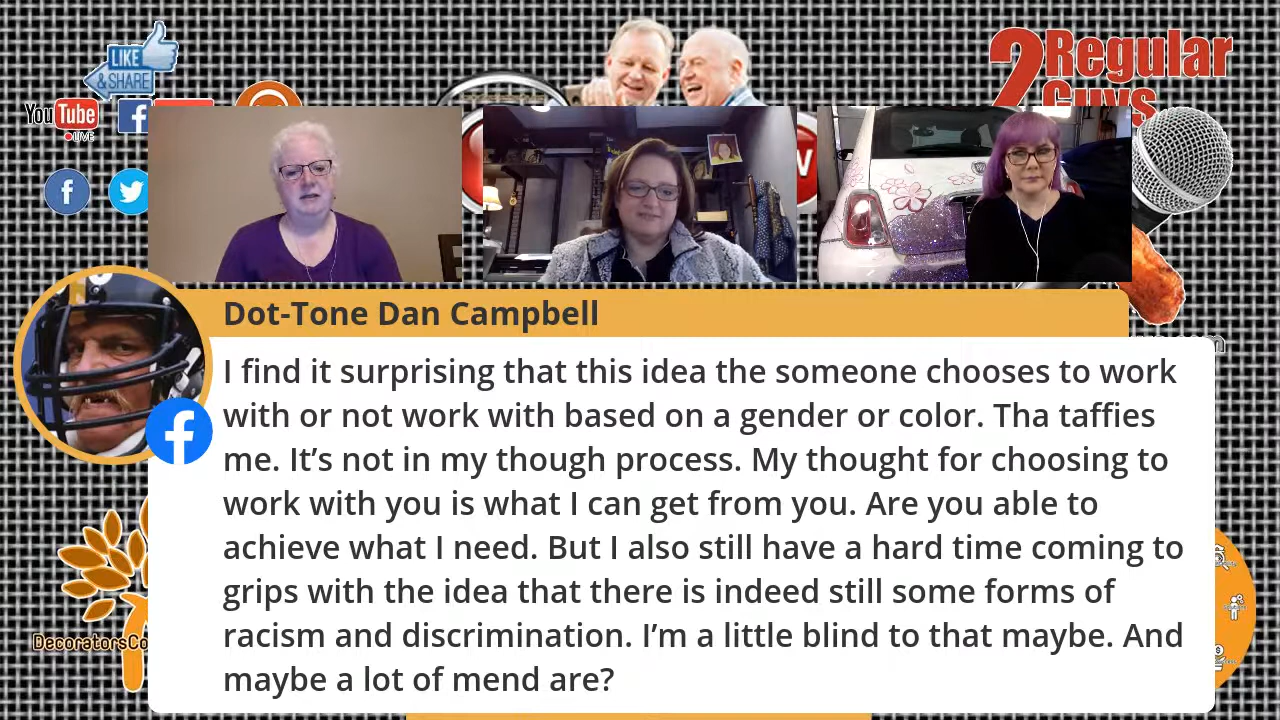 LIKE
& SHARE
2 Regular
Guys
YouTube
LIVE
Dot-Tone Dan Campbell
I find it surprising that this idea the someone chooses to work
with or not work with based on a gender or color. Tha taffies
me. It’s not in my though process. My thought for choosing to
work with you is what I can get from you. Are you able to
achieve what I need. But I also still have a hard time coming to
grips with the idea that there is indeed still some forms of
racism and discrimination. I’m a little blind to that maybe. And
maybe a lot of mend are?